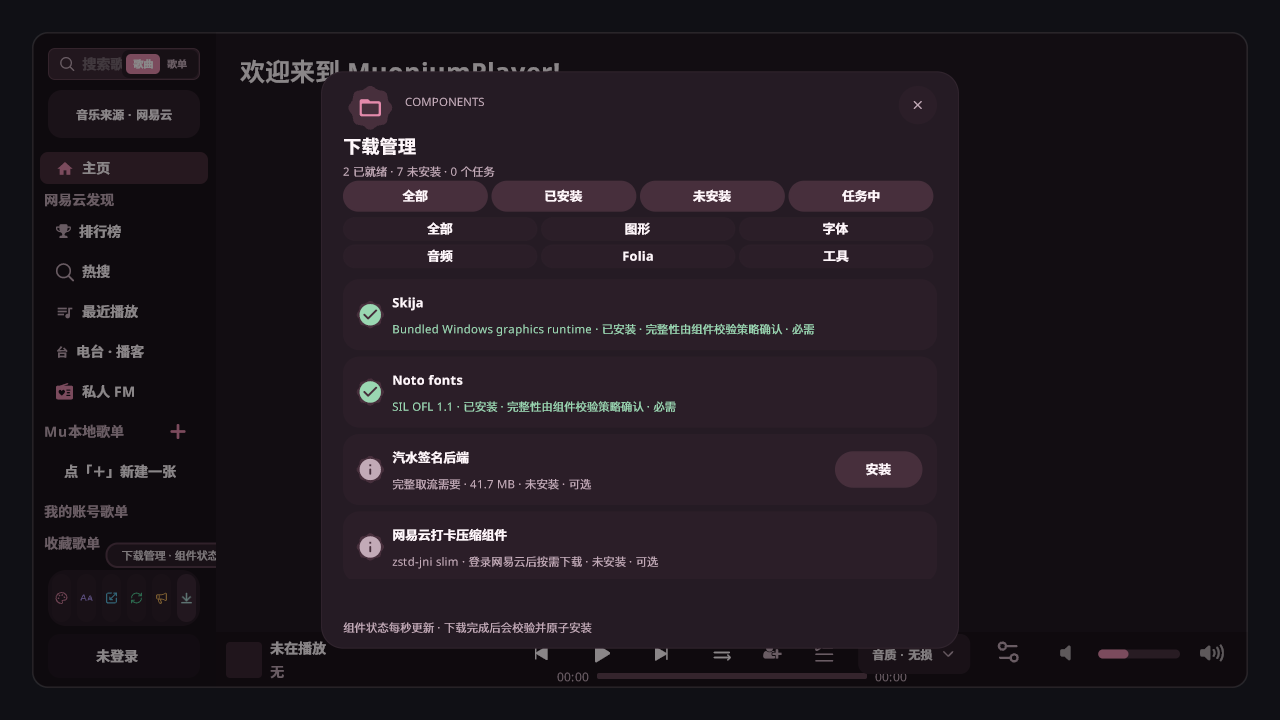 搜索歌
歌曲
歌单
音乐来源 · 网易云
主页
网易云发现
排行榜
热搜
最近播放
台 电台 · 播客
私人 FM
Mu本地歌单
点「＋」新建一张
我的账号歌单
收藏歌单
下载管理 · 组件状态
AA
未登录
欢迎来到 MuoniumPlayer!
COMPONENTS
下载管理
2 已就绪 · 7 未安装 · 0 个任务
全部 已安装 未安装 任务中
全部 图形 字体
音频 Folia 工具
Skija
Bundled Windows graphics runtime · 已安装 · 完整性由组件校验策略确认 · 必需
Noto fonts
SIL OFL 1.1 · 已安装 · 完整性由组件校验策略确认 · 必需
汽水签名后端
完整取流需要 · 41.7 MB · 未安装 · 可选
安装
网易云打卡压缩组件
zstd-jni slim · 登录网易云后按需下载 · 未安装 · 可选
组件状态每秒更新 · 下载完成后会校验并原子安装
未在播放
无
00:00
00:00
音质 · 无损